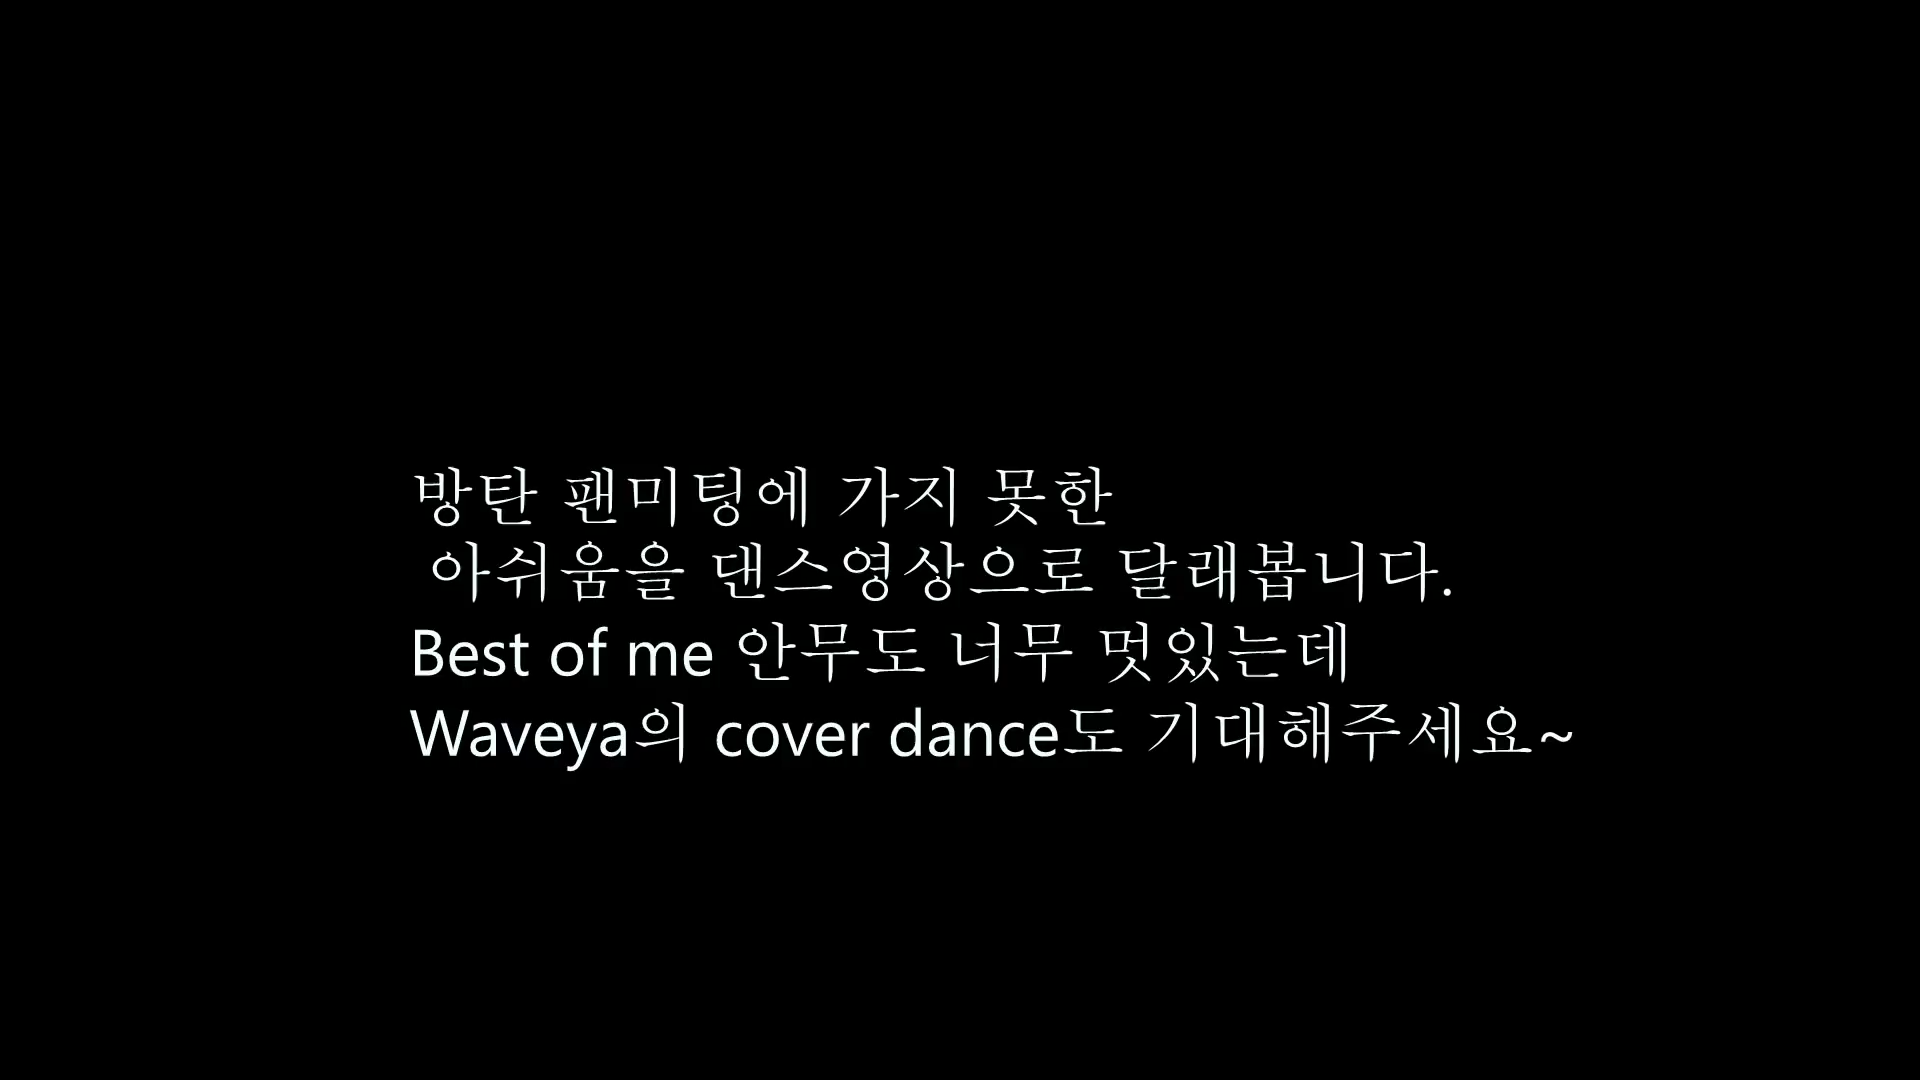 방탄 팬미팅에 가지 못한
아쉬움을 댄스영상으로 달래봅니다.
Best of me 안무도 너무 멋있는데
Waveya의 cover dance도 기대해주세요~